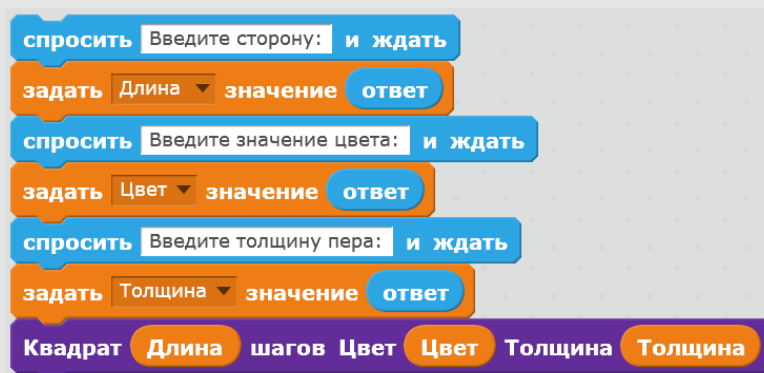 спросить Введите сторону: и ждать
задать Длина значение ответ
спросить Введите значение цвета: и ждать
задать Цвет значение ответ
спросить Введите толщину пера: и ждать
задать Толщина значение ответ
Квадрат Длина шагов Цвет Цвет Толщина Толщина